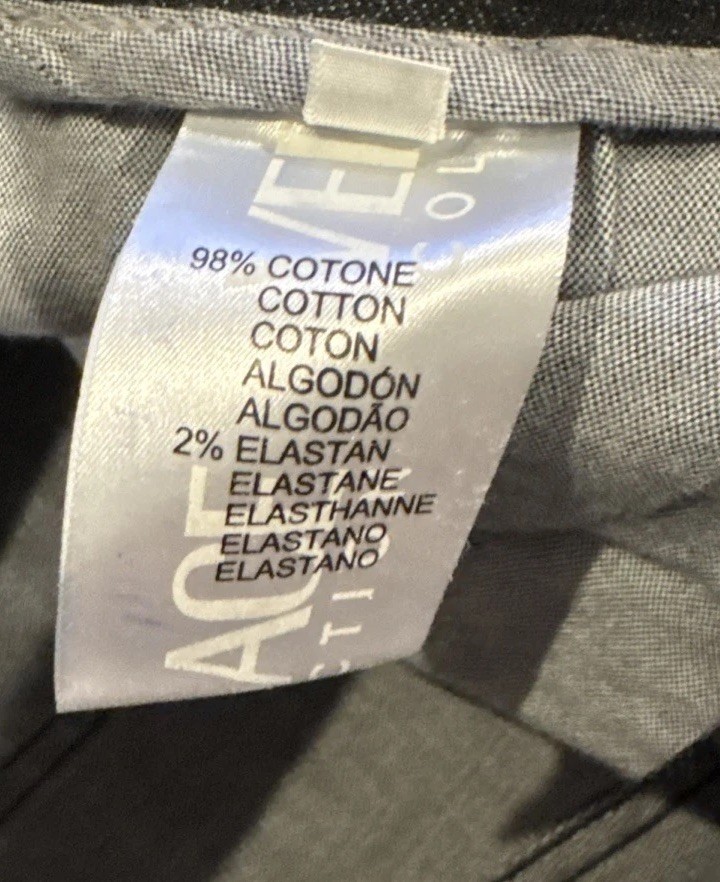 98% COTONE
COTTON
COTON
ALGODÓN
ALGODÃO
2% ELASTAN
ELASTANE
ELASTHANNE
ELASTANO
ELASTANO